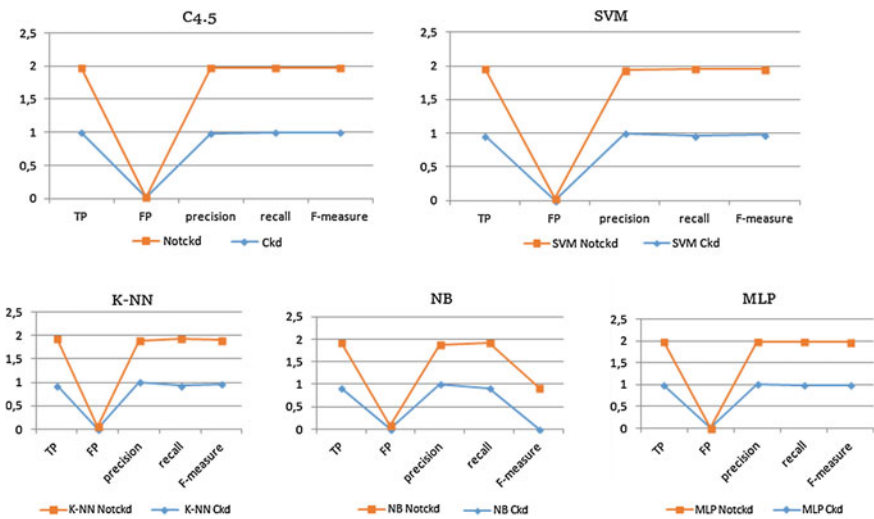 C4.5
2,5
2
1,5
1
0,5
0
TP FP precision recall F-measure
Notckd Ckd
SVM
2,5
2
1,5
1
0,5
0
TP FP precision recall F-measure
SVM Notckd SVM Ckd
K-NN
2,5
2
1,5
1
0,5
0
TP FP precision recall F-measure
K-NN Notckd K-NN Ckd
NB
2,5
2
1,5
1
0,5
0
TP FP precision recall F-measure
NB Notckd NB Ckd
MLP
2,5
2
1,5
1
0,5
0
TP FP precision recall F-measure
MLP Notckd MLP Ckd